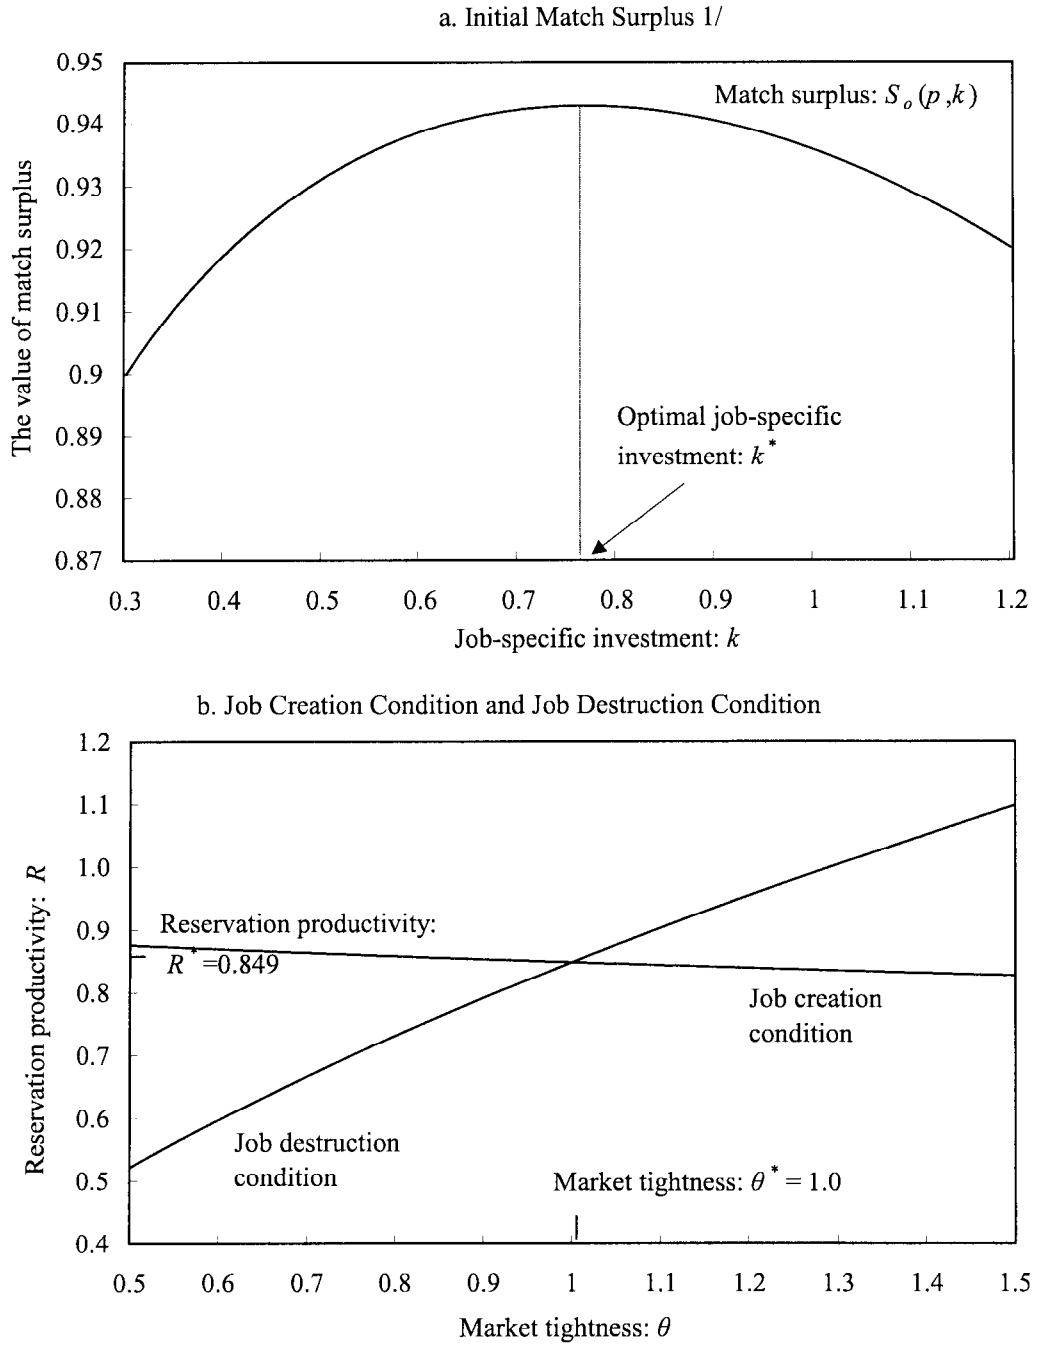 a. Initial Match Surplus 1/
0.95
Match surplus: S o (p ,k)
0.94
0.93
0.92
0.91
0.9
0.89
0.88
0.87
The value of match surplus
Optimal job-specific
investment: k *
0.3 0.4 0.5 0.6 0.7 0.8 0.9 1 1.1 1.2
Job-specific investment: k
b. Job Creation Condition and Job Destruction Condition
1.2
1.1
1.0
0.9
0.8
0.7
0.6
0.5
0.4
Reservation productivity: R
Reservation productivity:
R * =0.849
Job creation
condition
Job destruction
condition
Market tightness: θ * = 1.0
0.5 0.6 0.7 0.8 0.9 1 1.1 1.2 1.3 1.4 1.5
Market tightness: θ